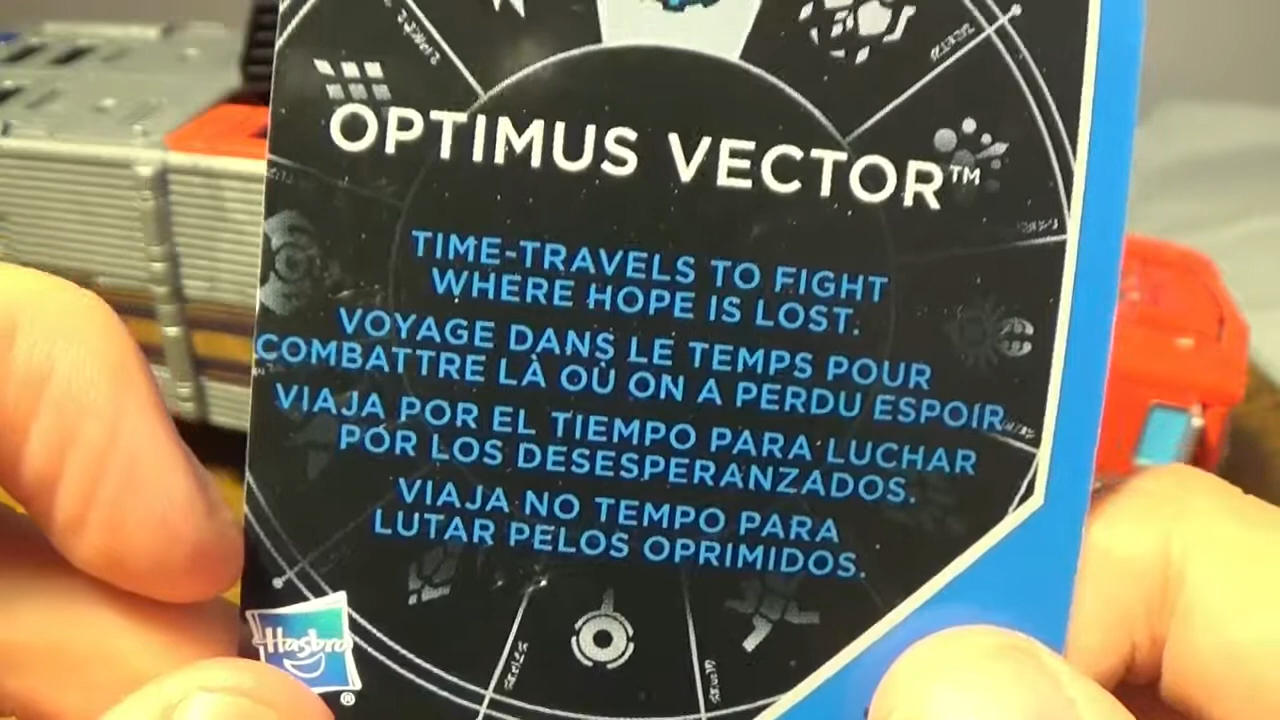 OPTIMUS VECTOR™
TIME-TRAVELS TO FIGHT
WHERE HOPE IS LOST.
VOYAGE DANS LE TEMPS POUR
COMBATTRE LÀ OÙ ON A PERDU ESPOIR
VIAJA POR EL TIEMPO PARA LUCHAR
POR LOS DESESPERANZADOS.
VIAJA NO TEMPO PARA
LUTAR PELOS OPRIMIDOS.
Hasbro
®